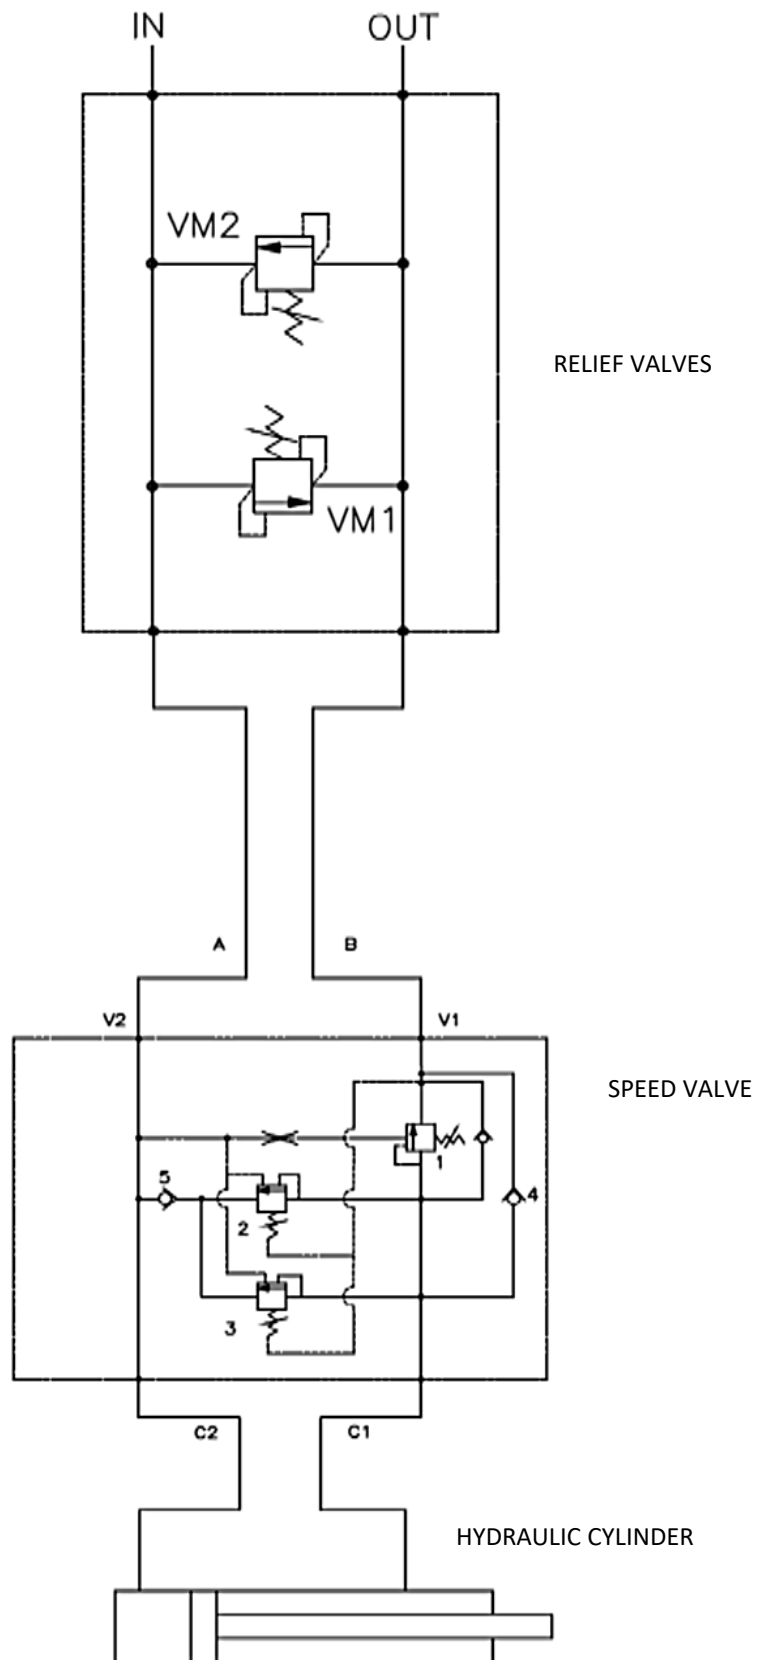 IN
OUT
VM2
RELIEF VALVES
VM1
A
B
V2
V1
SPEED VALVE
1
5
4
2
3
C2
C1
HYDRAULIC CYLINDER